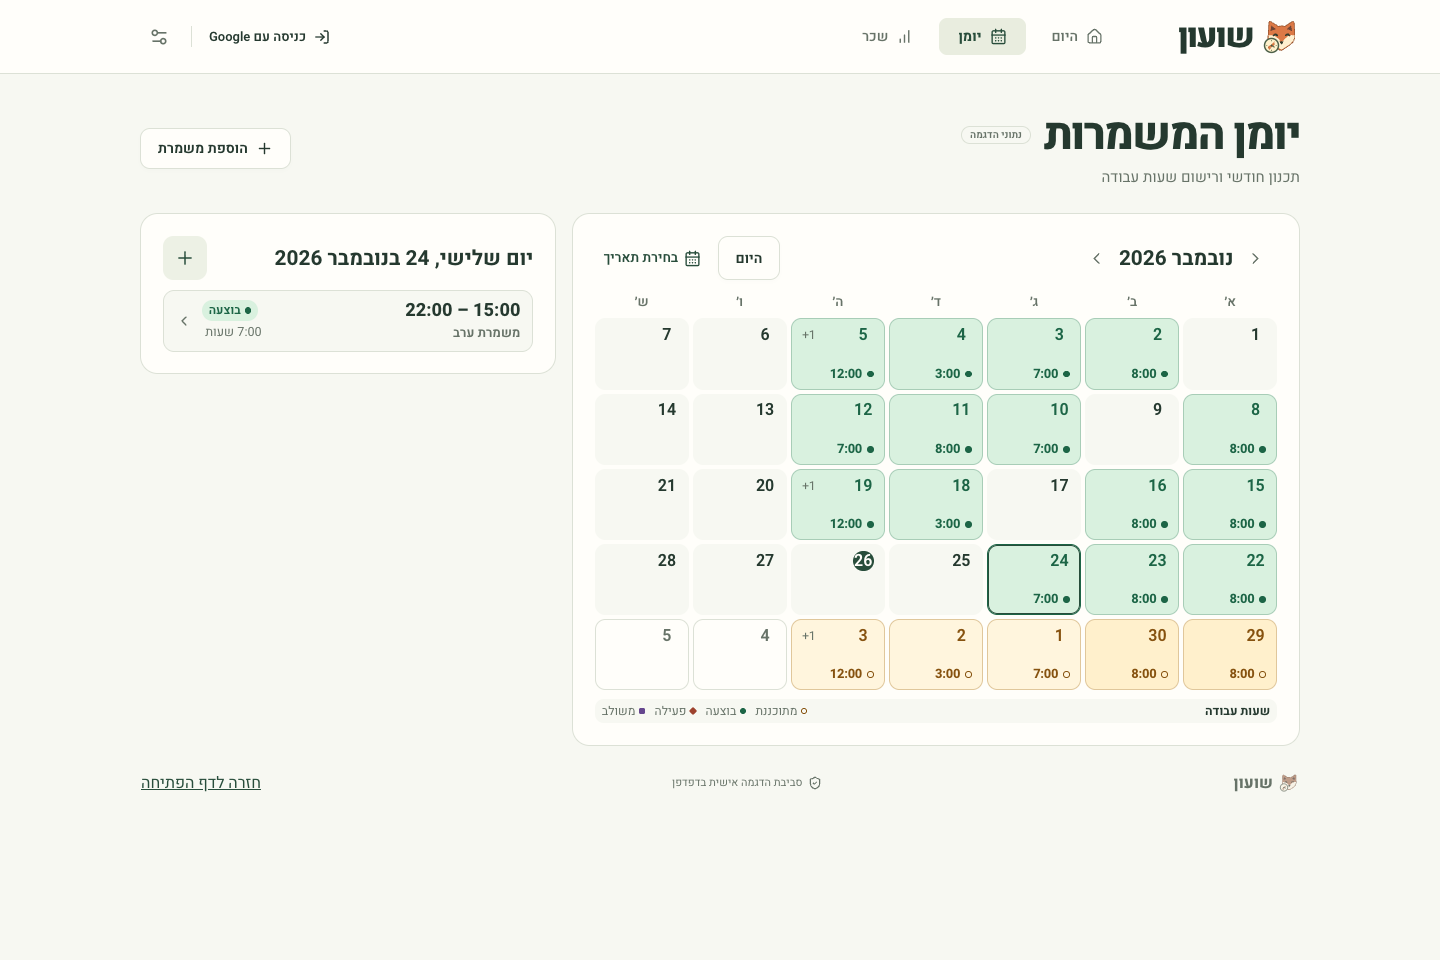 שועון
היום
יומן
שכר
כניסה עם Google
יומן המשמרות
נתוני הדגמה
תכנון חודשי ורישום שעות עבודה
הוספת משמרת
נובמבר 2026
היום
בחירת תאריך
א׳ ב׳ ג׳ ד׳ ה׳ ו׳ ש׳
1 2 3 4 5 +1 6 7
8:00 7:00 3:00 12:00
8 9 10 11 12 13 14
8:00 7:00 8:00 7:00
15 16 17 18 19 +1 20 21
8:00 8:00 3:00 12:00
22 23 24 25 26 27 28
8:00 8:00 7:00
29 30 1 2 3 +1 4 5
8:00 8:00 7:00 3:00 12:00
שעות עבודה
מתוכננת בוצעה פעילה משולב
יום שלישי, 24 בנובמבר 2026
15:00 – 22:00
בוצעה
משמרת ערב
7:00 שעות
שועון
סביבת הדגמה אישית בדפדפן
חזרה לדף הפתיחה